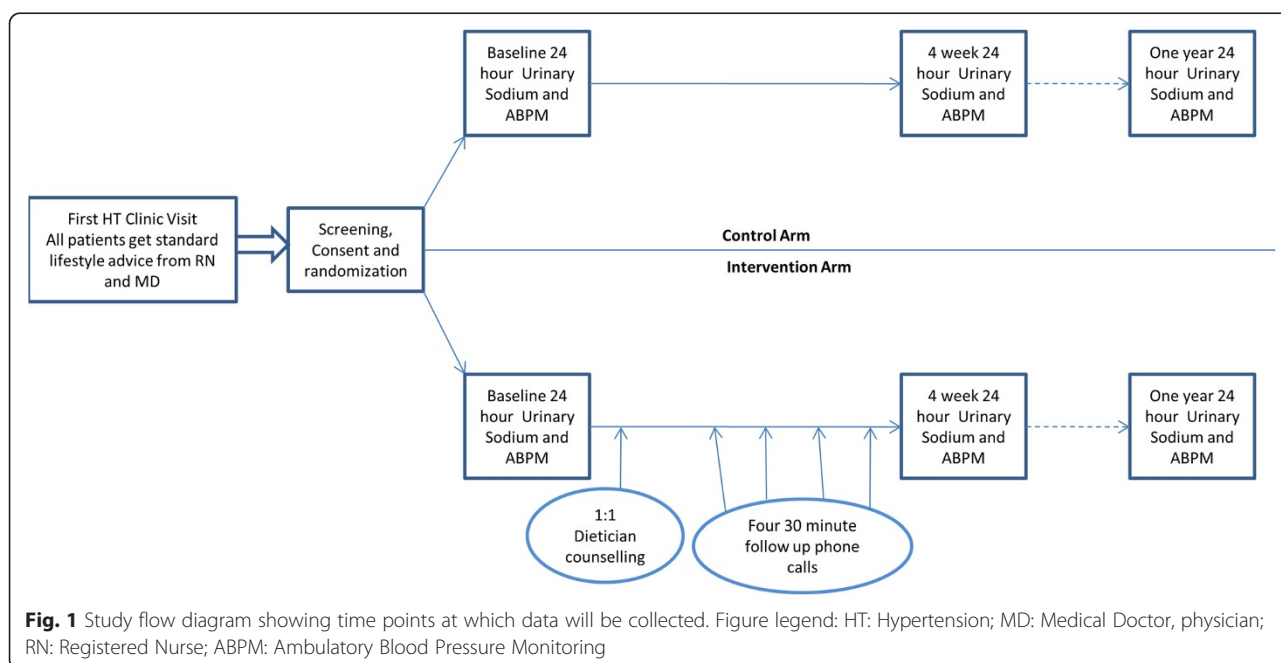 Baseline 24
hour Urinary
Sodium and
ABPM
4 week 24
hour Urinary
Sodium and
ABPM
One year 24
hour Urinary
Sodium and
ABPM
First HT Clinic Visit
All patients get standard
lifestyle advice from RN
and MD
Screening,
Consent and
randomization
Control Arm
Intervention Arm
Baseline 24
hour Urinary
Sodium and
ABPM
4 week 24
hour Urinary
Sodium and
ABPM
One year 24
hour Urinary
Sodium and
ABPM
1:1
Dietician
counselling
Four 30 minute
follow up phone
calls
Fig. 1 Study flow diagram showing time points at which data will be collected. Figure legend: HT: Hypertension; MD: Medical Doctor, physician;
RN: Registered Nurse; ABPM: Ambulatory Blood Pressure Monitoring